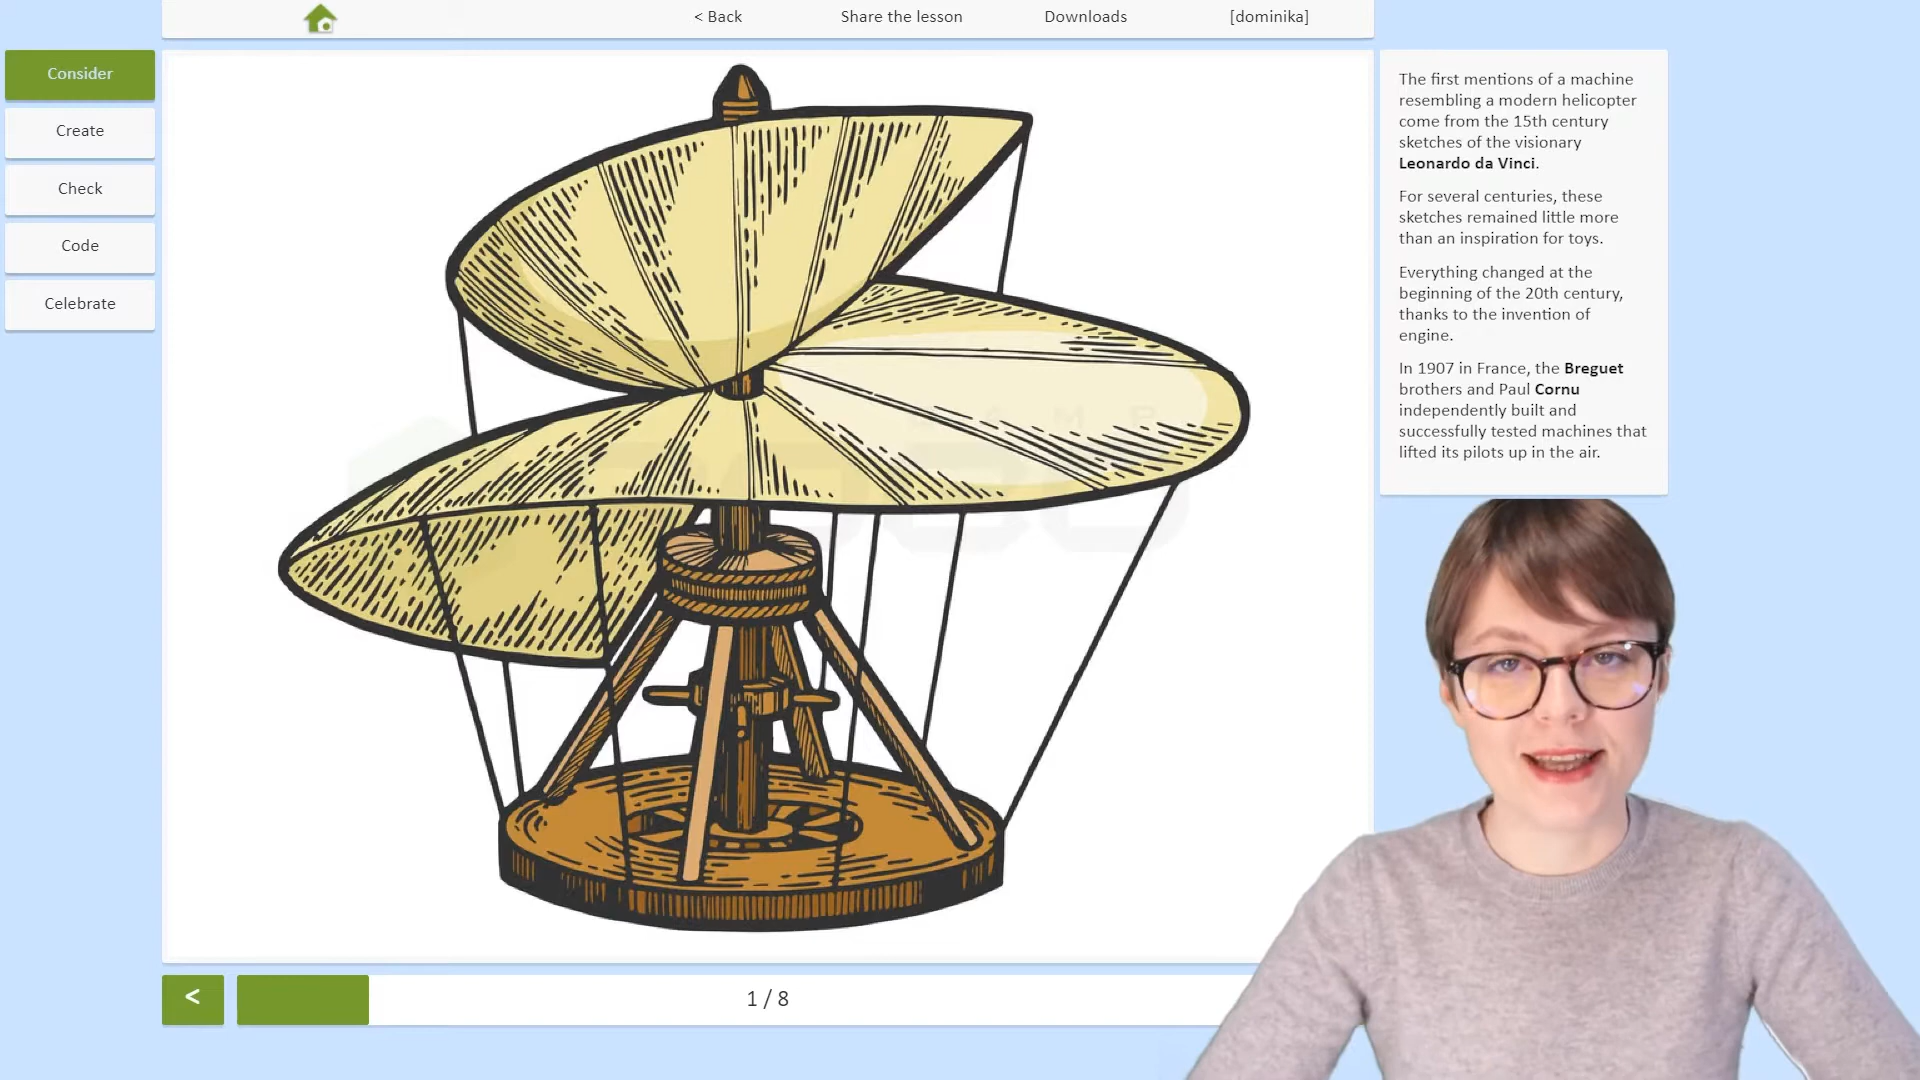 < Back
Share the lesson
Downloads
[dominika]
Consider
Create
Check
Code
Celebrate
The first mentions of a machine
resembling a modern helicopter
come from the 15th century
sketches of the visionary
Leonardo da Vinci.
For several centuries, these
sketches remained little more
than an inspiration for toys.
Everything changed at the
beginning of the 20th century,
thanks to the invention of
engine.
In 1907 in France, the Breguet
brothers and Paul Cornu
independently built and
successfully tested machines that
lifted its pilots up in the air.
<
1 / 8